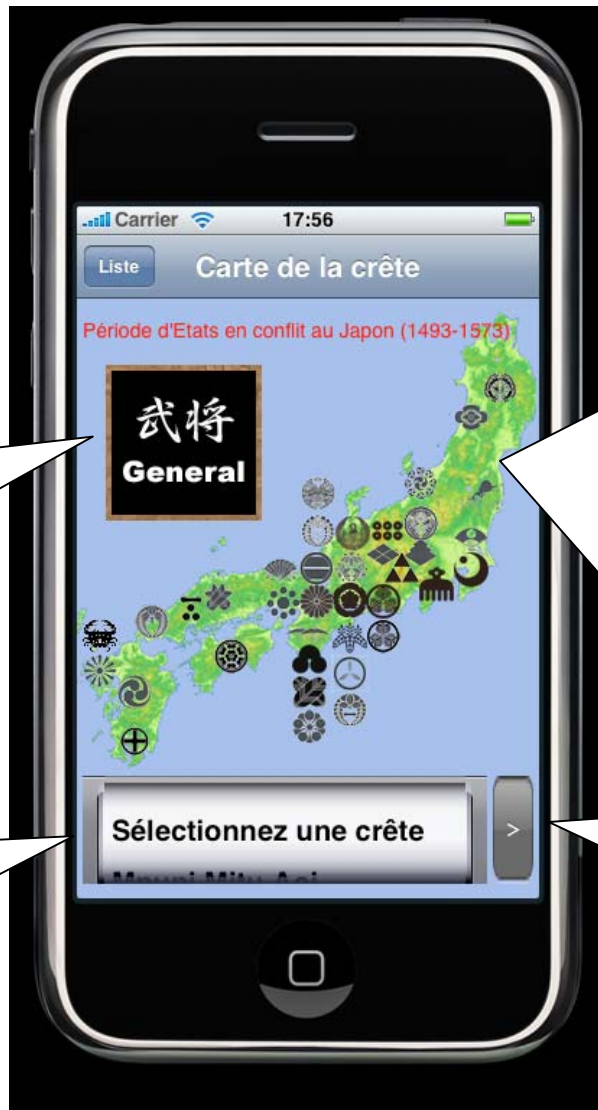 Carrier 17:56
Liste Carte de la crête
Période d'Etats en conflit au Japon (1493-1573)
武将
General
Sélectionnez une crête
>